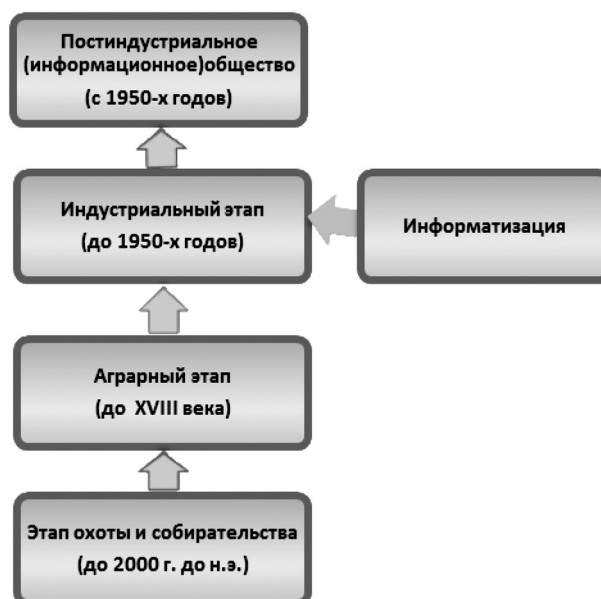 Постиндустриальное
(информационное)общество
(с 1950-х годов)
Индустриальный этап
(до 1950-х годов)
Информатизация
Аграрный этап
(до XVIII века)
Этап охоты и собирательства
(до 2000 г. до н.э.)